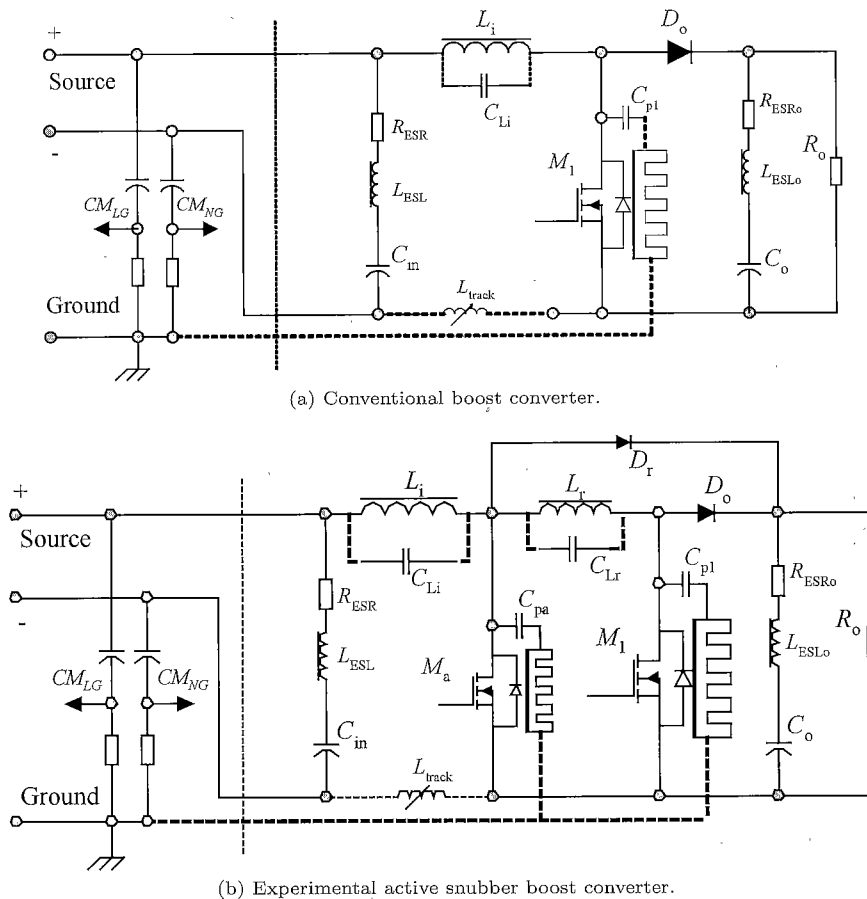 +
Source
-
CM_LG
CM_NG
Ground
L_i
C_Li
R_ESR
L_ESL
C_in
L_track
D_o
C_p1
M_1
R_ESRo
L_ESLo
C_o
R_o
(a) Conventional boost converter.
+
Source
-
CM_LG
CM_NG
Ground
D_r
L_i
C_Li
L_r
C_Lr
D_o
R_ESR
L_ESL
C_in
L_track
C_pa
M_a
C_p1
M_1
R_ESRo
L_ESLo
C_o
R_o
(b) Experimental active snubber boost converter.